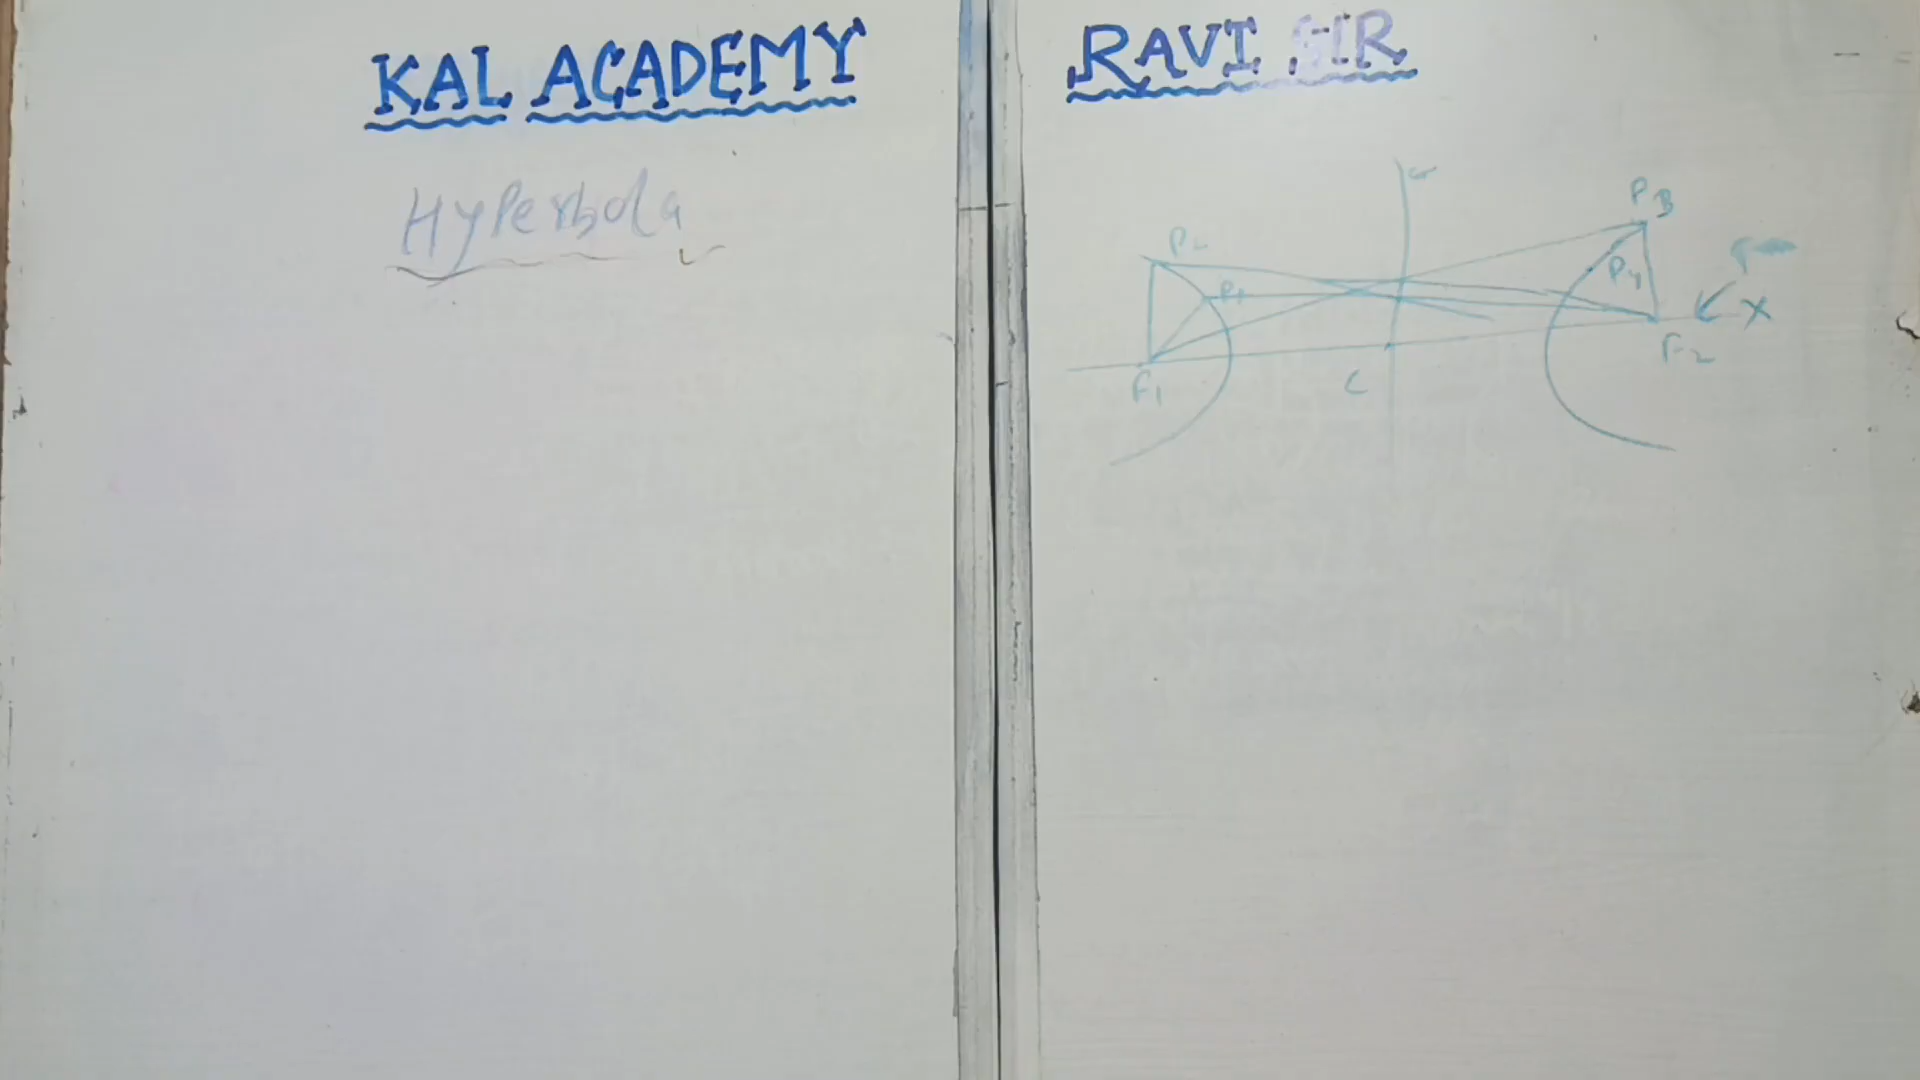 KAL ACADEMY
RAVI SIR
Hyperbola
P3
P2
P1
P4
X
F1
C
F2